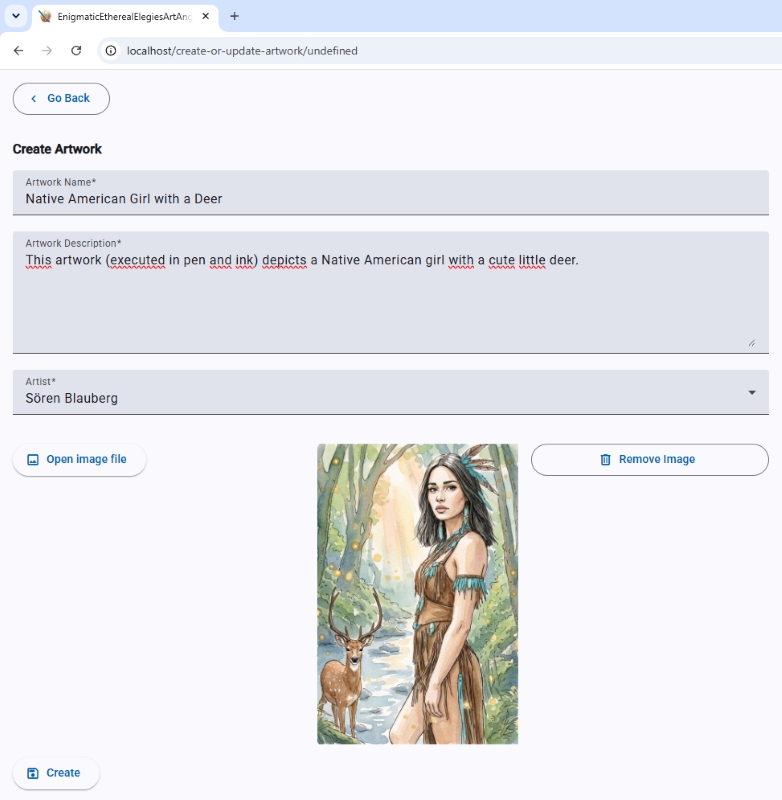 EnigmaticEtherealElegiesArtAng
localhost/create-or-update-artwork/undefined
Go Back
Create Artwork
Artwork Name*
Native American Girl with a Deer
Artwork Description*
This artwork (executed in pen and ink) depicts a Native American girl with a cute little deer.
Artist*
Sören Blauberg
Open image file
Remove Image
Create